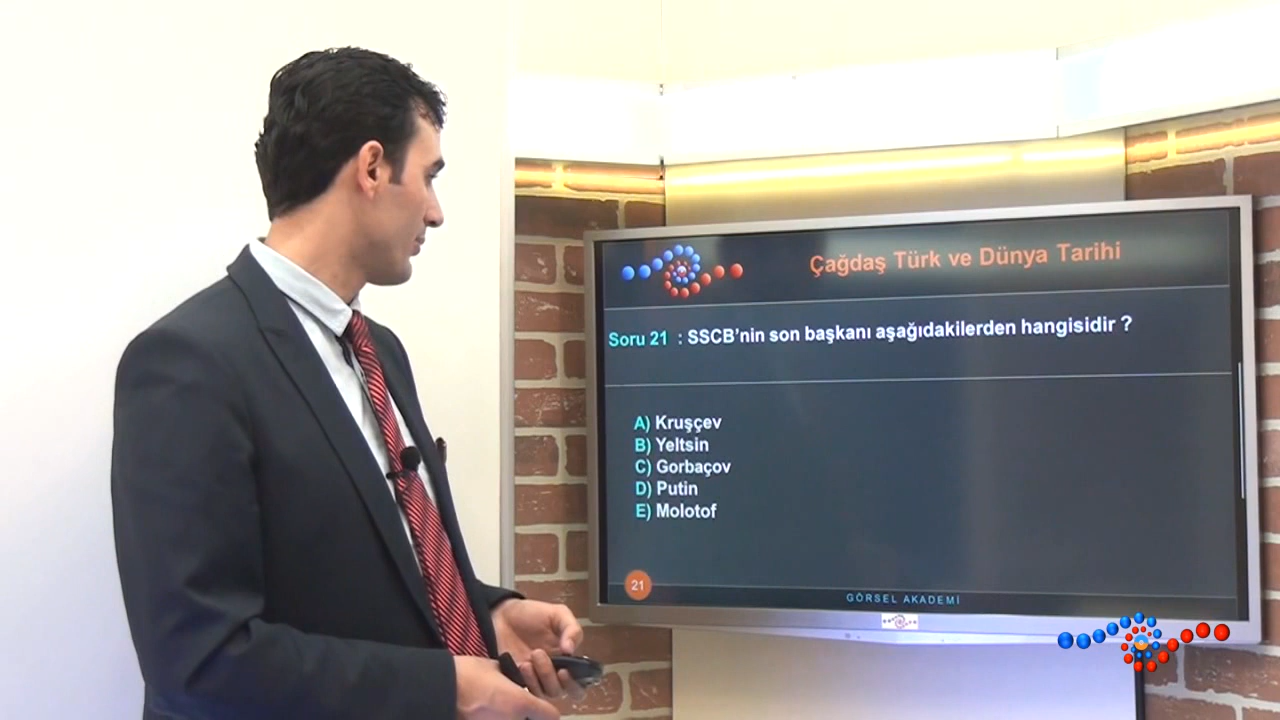 Çağdaş Türk ve Dünya Tarihi
Soru 21 : SSCB'nin son başkanı aşağıdakilerden hangisidir ?
A) Kruşçev
B) Yeltsin
C) Gorbaçov
D) Putin
E) Molotof
21
GÖRSEL AKADEMİ